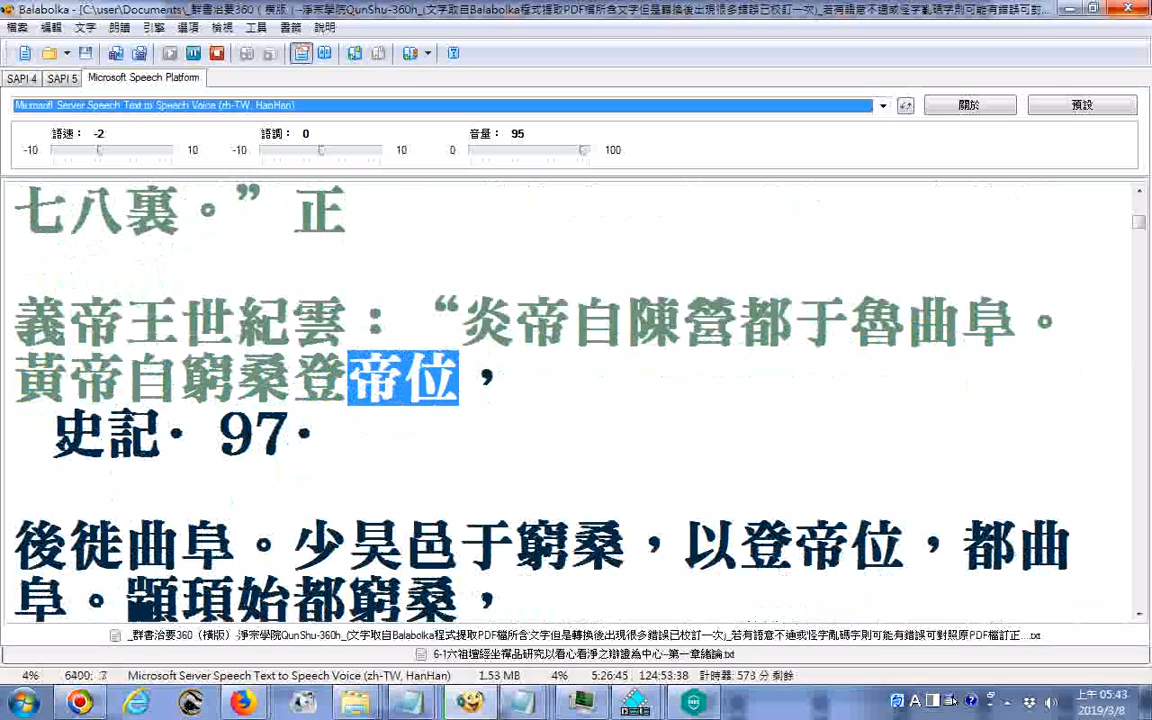 Balabolka - [C:\user\Documents\_群書治要360（橫版）-淨宗學院QunShu-360h_(文字取自Balabolka程式提取PDF檔所含文字但是轉換後出現很多錯誤已校訂一次)_若有語意不通或怪字亂碼字則可能有錯誤可對照原PDF檔訂正...
檔案 編輯 文字 朗讀 引擎 選項 檢視 工具 書籤 說明
SAPI 4 SAPI 5 Microsoft Speech Platform
Microsoft Server Speech Text to Speech Voice (zh-TW, HanHan) 關於 預設
語速： -2 語調： 0 音量： 95
-10 10 -10 10 0 100
七八裏。”正
義帝王世紀雲：“炎帝自陳營都于魯曲阜。
黃帝自窮桑登帝位，
史記· 97·
後徙曲阜。少昊邑于窮桑，以登帝位，都曲
阜。顓頊始都窮桑，
_群書治要360（橫版）-淨宗學院QunShu-360h_(文字取自Balabolka程式提取PDF檔所含文字但是轉換後出現很多錯誤已校訂一次)_若有語意不通或怪字亂碼字則可能有錯誤可對照原PDF檔訂正...txt
6-1六祖壇經坐禪品研究以看心看淨之辯證為中心--第一章緒論.txt
4% 6400: 7 Microsoft Server Speech Text to Speech Voice (zh-TW, HanHan) 1.53 MB 4% 5:26:45 124:53:38 計時器: 573 分 剩餘
上午 05:43
2019/3/8